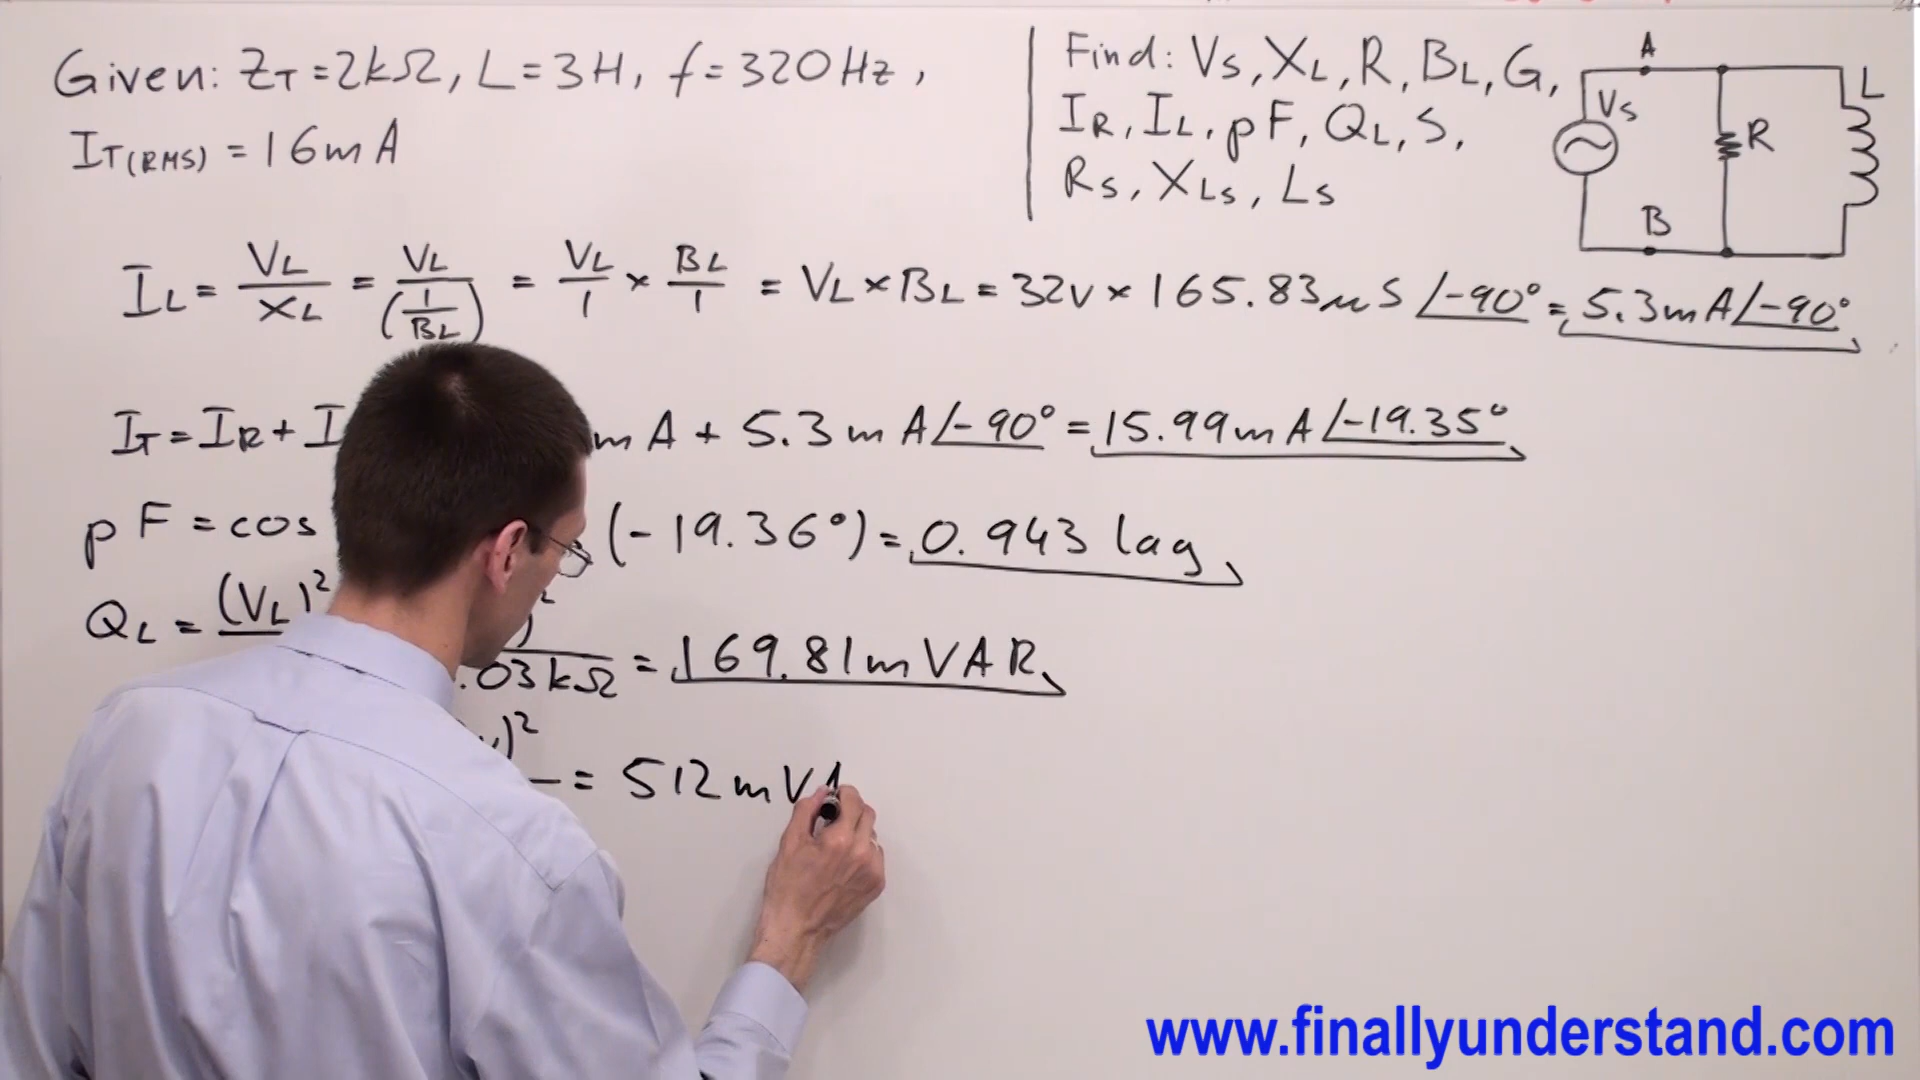 Given: ZT = 2kΩ, L = 3H, f = 320Hz,
IT(RMS) = 16mA
Find: Vs, XL, R, BL, G,
IR, IL, pF, QL, S,
Rs, XLs, Ls
A
Vs
R
L
B
IL = VL/XL = VL/(1/BL) = VL/1 × BL/1 = VL × BL = 32V × 165.83μS /-90° = 5.3mA/-90°
IT = IR + I mA + 5.3mA/-90° = 15.99mA/-19.35°
pF = cos (-19.36°) = 0.943 lag
QL = (VL)² )² .03kΩ = 169.81mVAR
)² = 512mVA
www.finallyunderstand.com